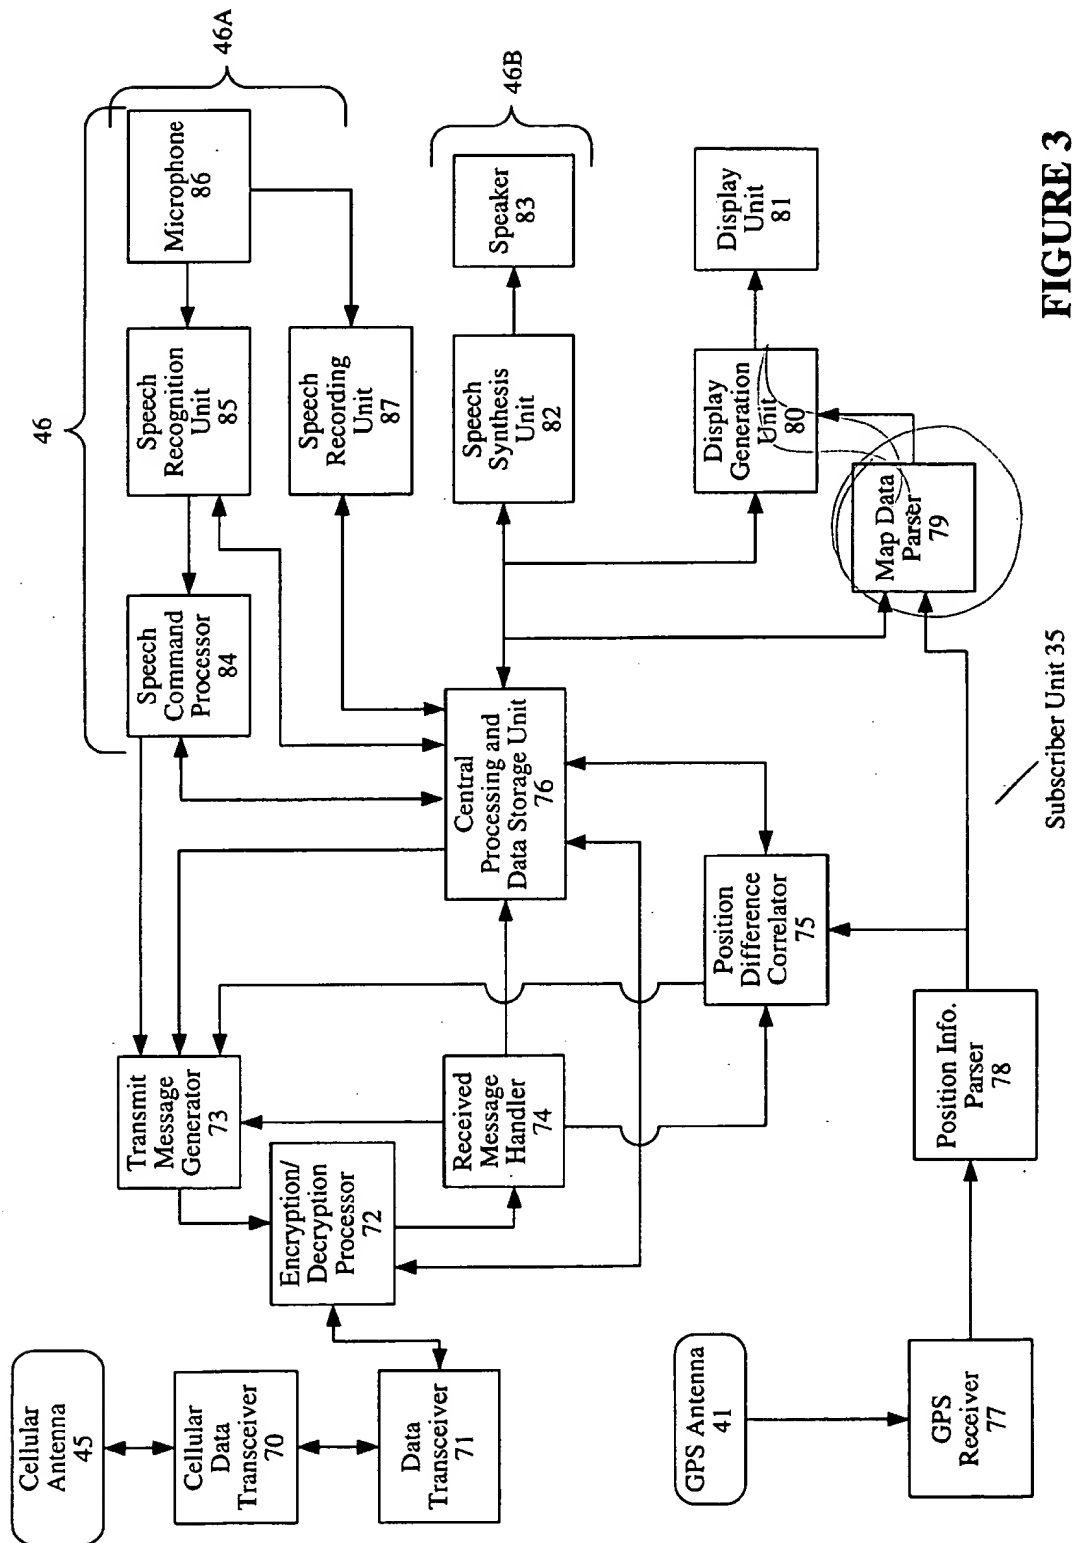 Cellular
Antenna
45
Cellular
Data
Transceiver
70
Data
Transceiver
71
Transmit
Message
Generator
73
Encryption/
Decryption
Processor
72
Received
Message
Handler
74
46
46A
Speech
Command
Processor
84
Speech
Recognition
Unit
85
Microphone
86
Speech
Recording
Unit
87
Central
Processing and
Data Storage Unit
76
Speech
Synthesis
Unit
82
Speaker
83
46B
Position
Difference
Correlator
75
Display
Generation
Unit
80
Display
Unit
81
Map Data
Parser
79
GPS Antenna
41
GPS
Receiver
77
Position Info.
Parser
78
Subscriber Unit 35
FIGURE 3